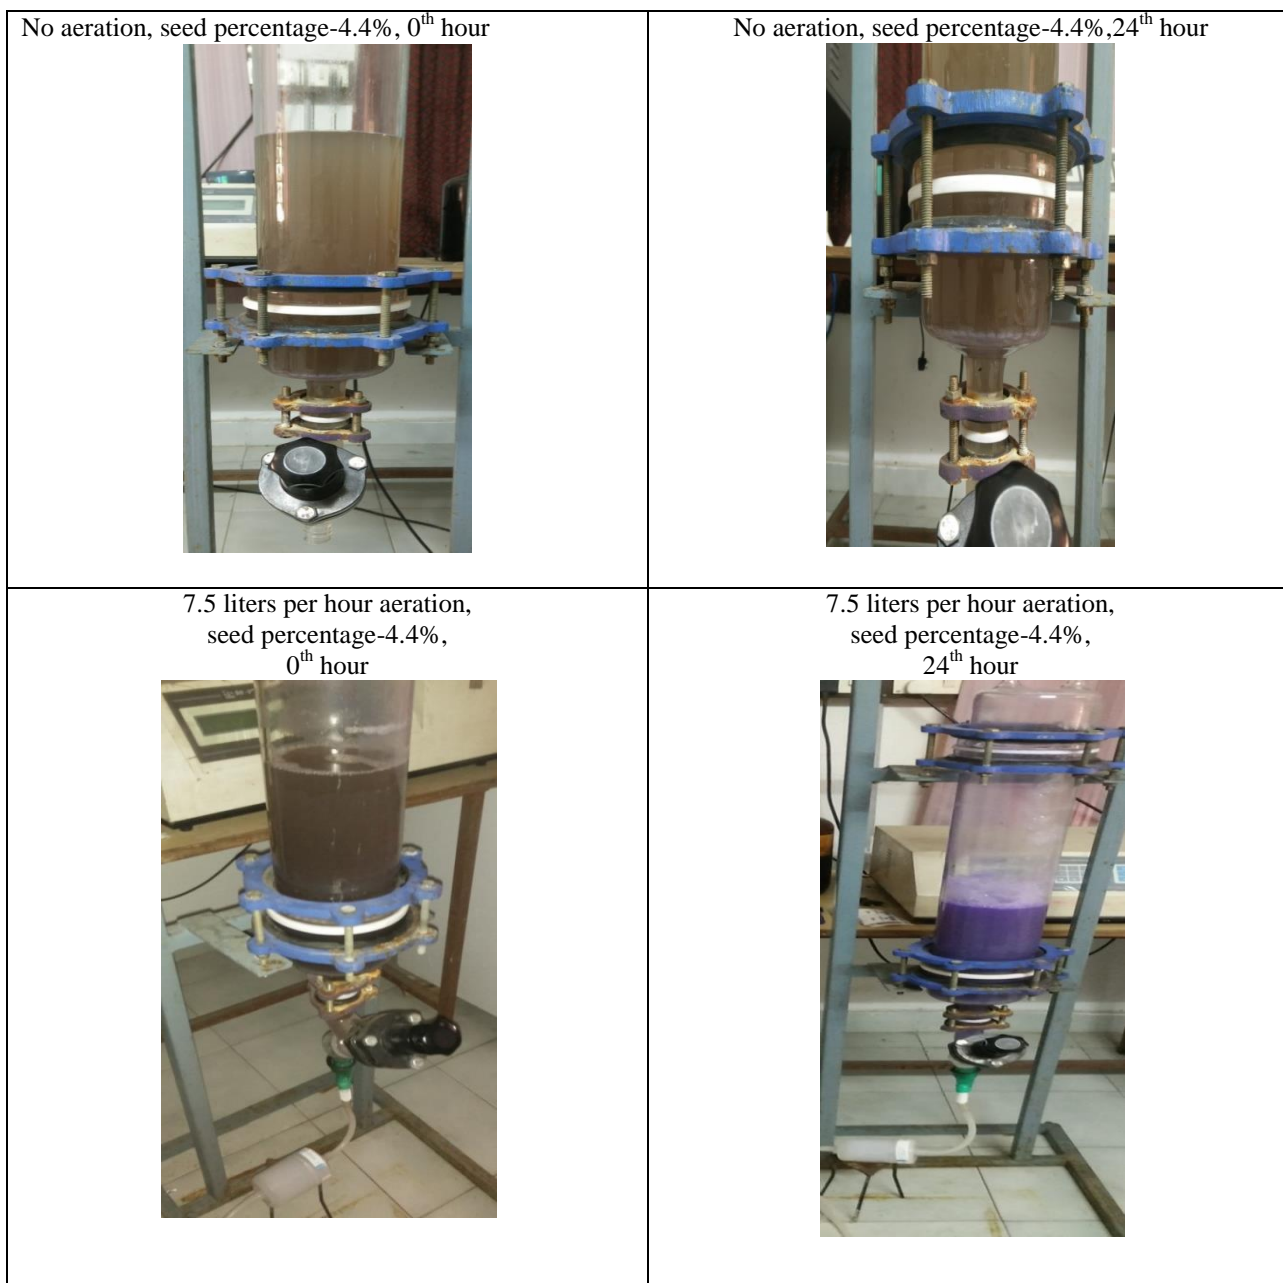 No aeration, seed percentage-4.4%, 0th hour
No aeration, seed percentage-4.4%,24th hour
7.5 liters per hour aeration,
seed percentage-4.4%,
0th hour
7.5 liters per hour aeration,
seed percentage-4.4%,
24th hour